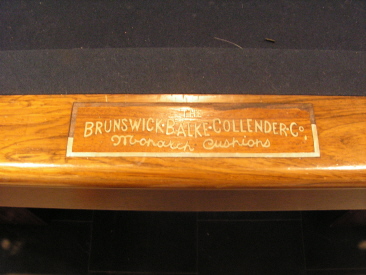 THE
BRUNSWICK·BALKE·COLLENDER·Co.
Monarch Cushions